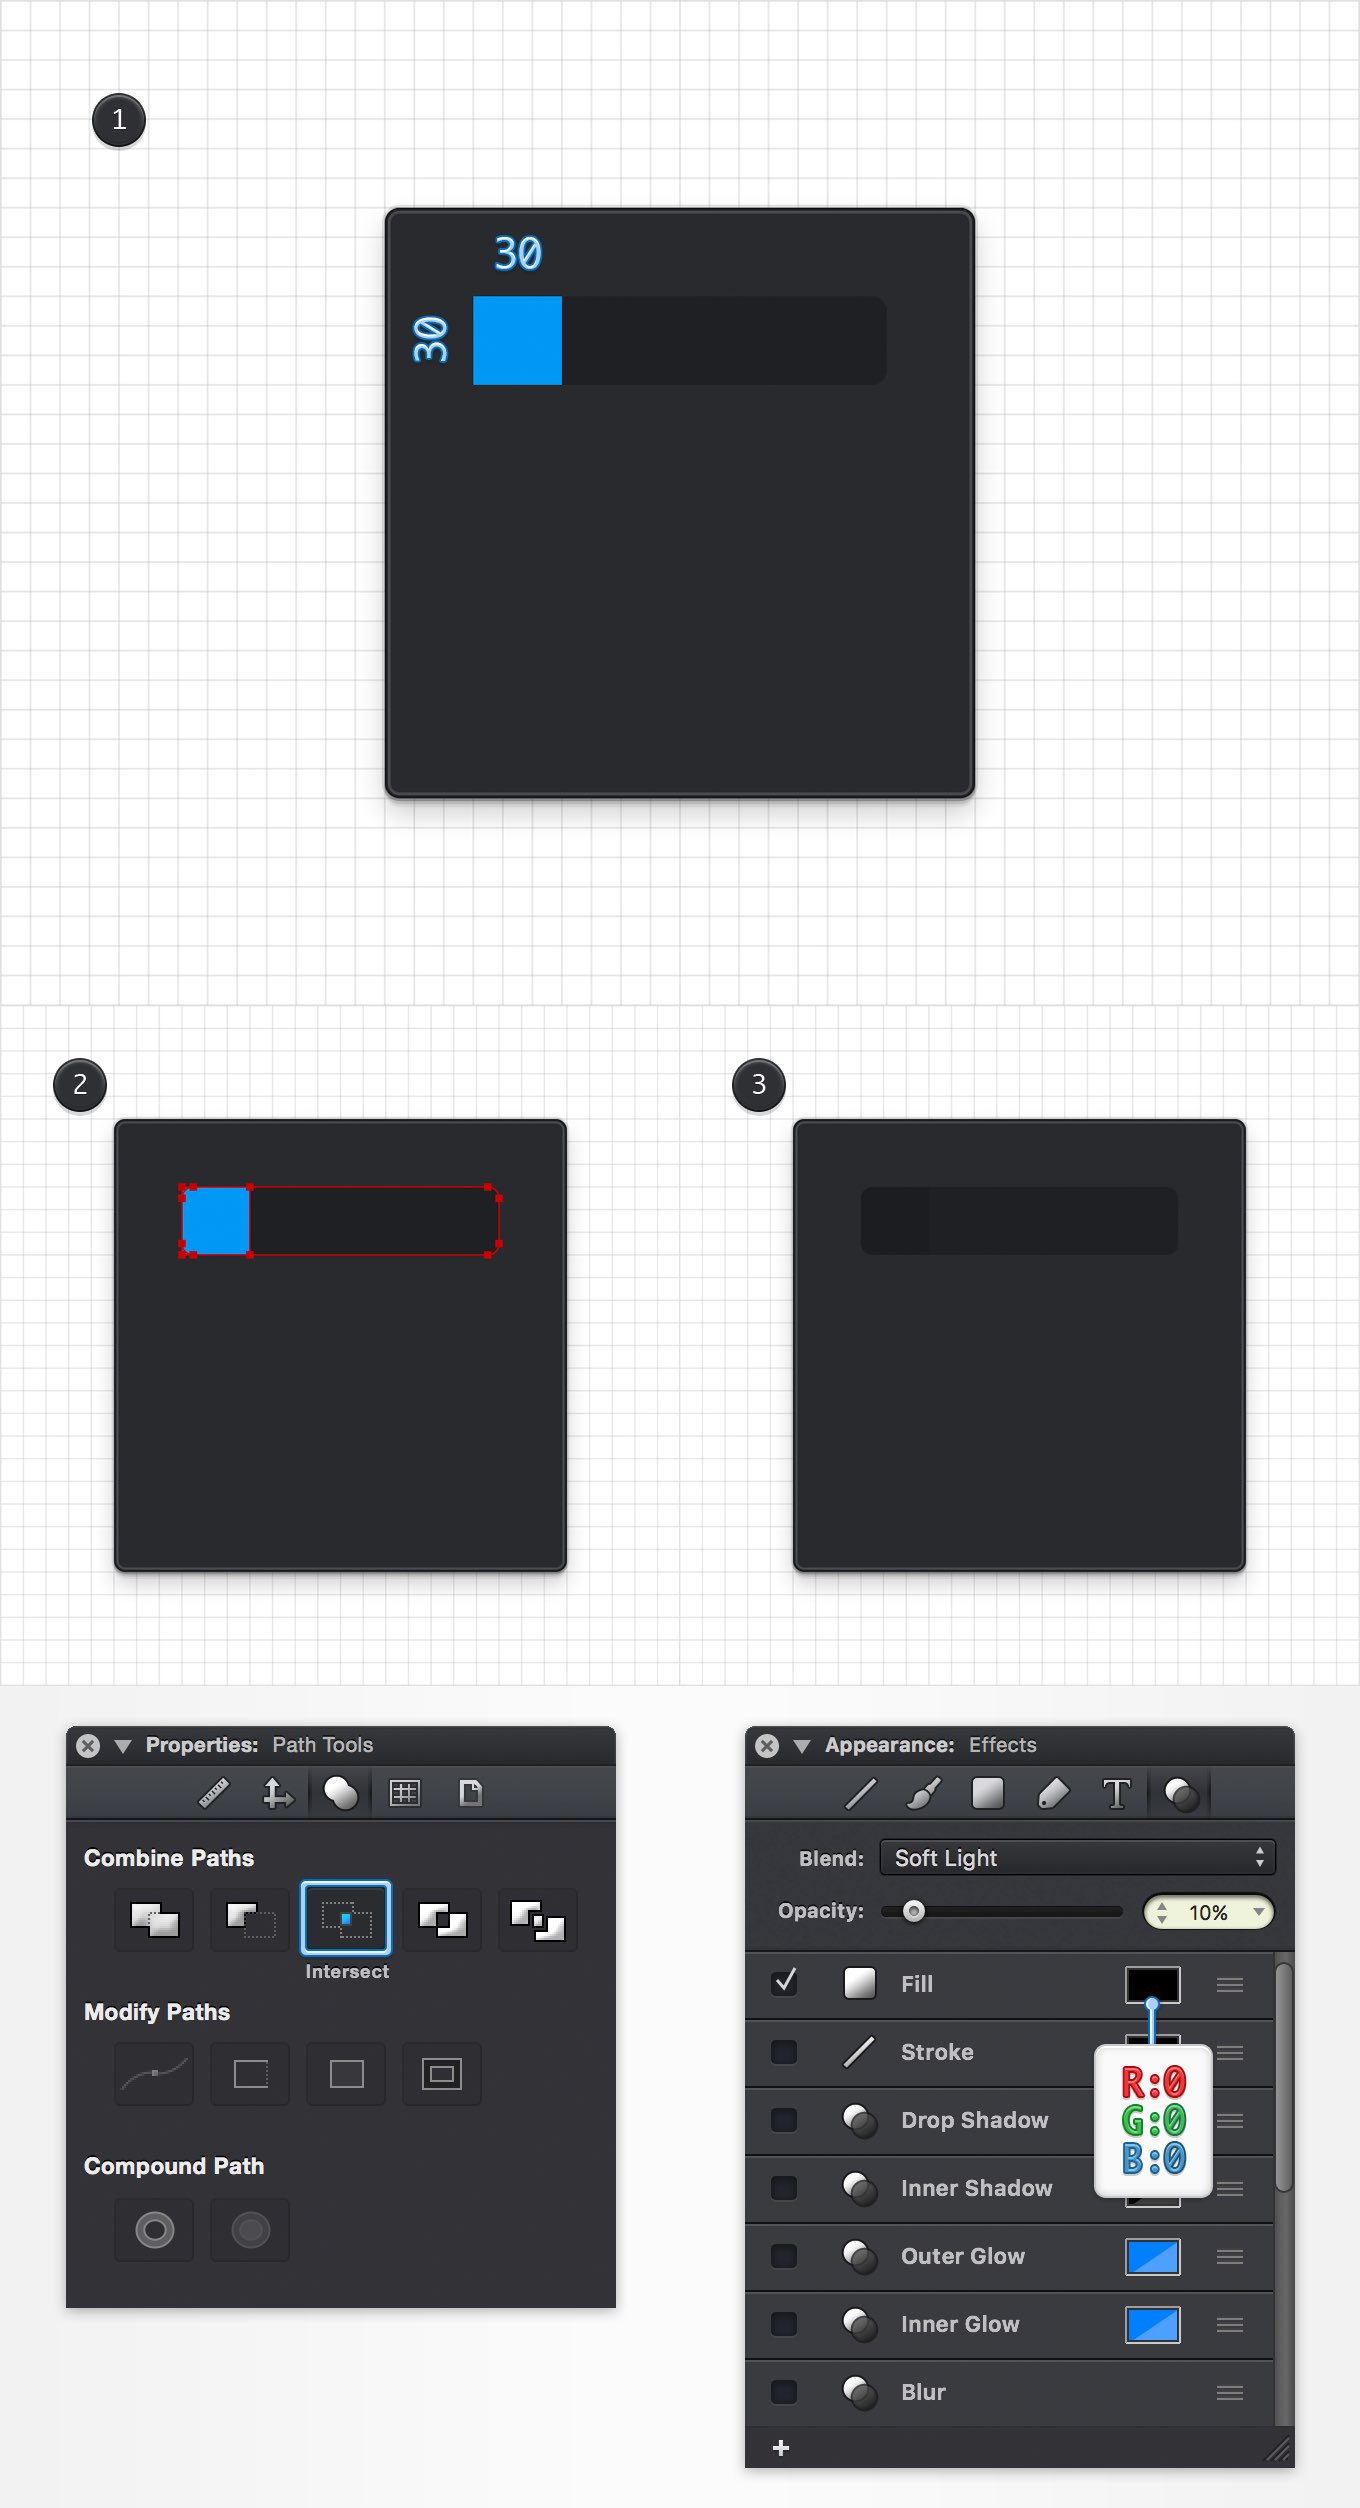 1
30
30
2
3
Properties: Path Tools
Combine Paths
Intersect
Modify Paths
Compound Path
Appearance: Effects
Blend: Soft Light
Opacity: 10%
Fill
Stroke
Drop Shadow
Inner Shadow
Outer Glow
Inner Glow
Blur
R:0
G:0
B:0